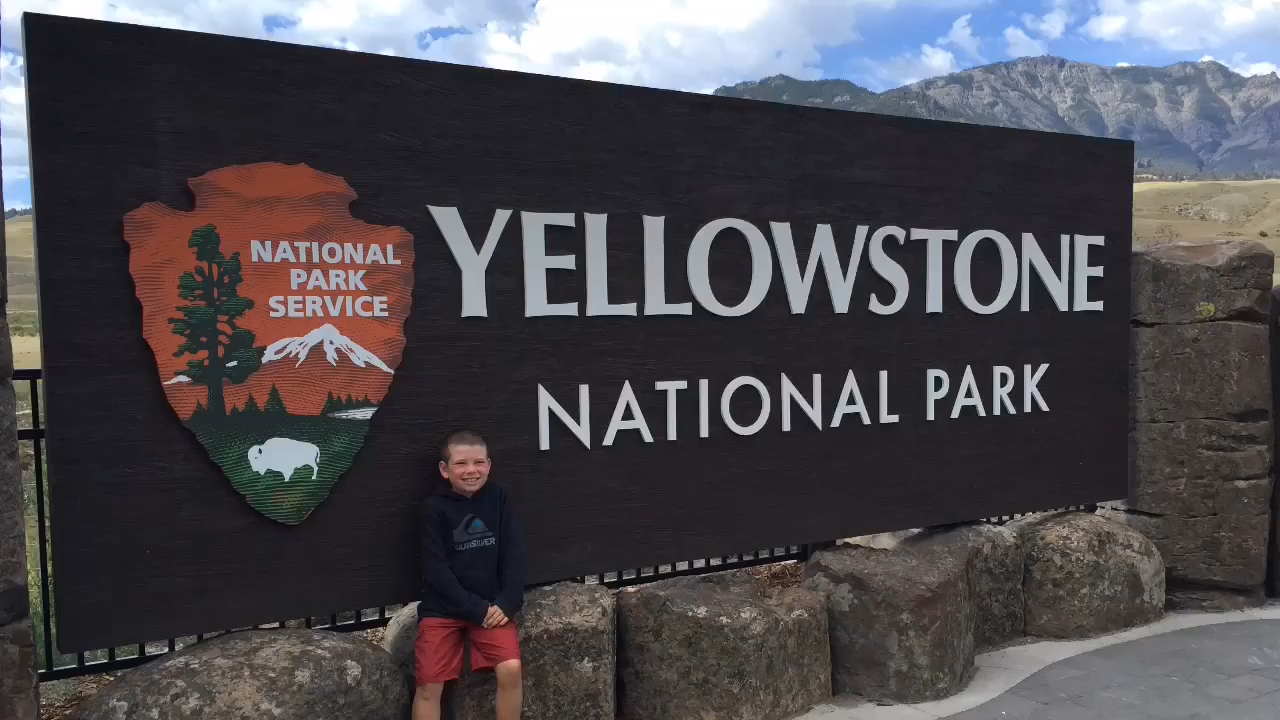 NATIONAL
PARK
SERVICE
YELLOWSTONE
NATIONAL PARK
QUIKSILVER